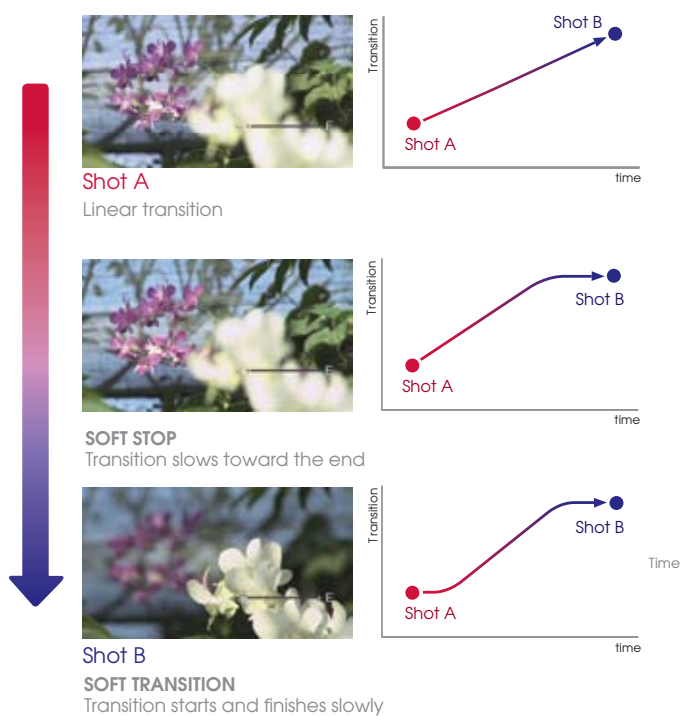 Transition
Shot B
Shot A
time
E
Shot A
Linear transition
Transition
Shot B
Shot A
time
E
SOFT STOP
Transition slows toward the end
Transition
Shot B
Shot A
time
Time
E
Shot B
SOFT TRANSITION
Transition starts and finishes slowly